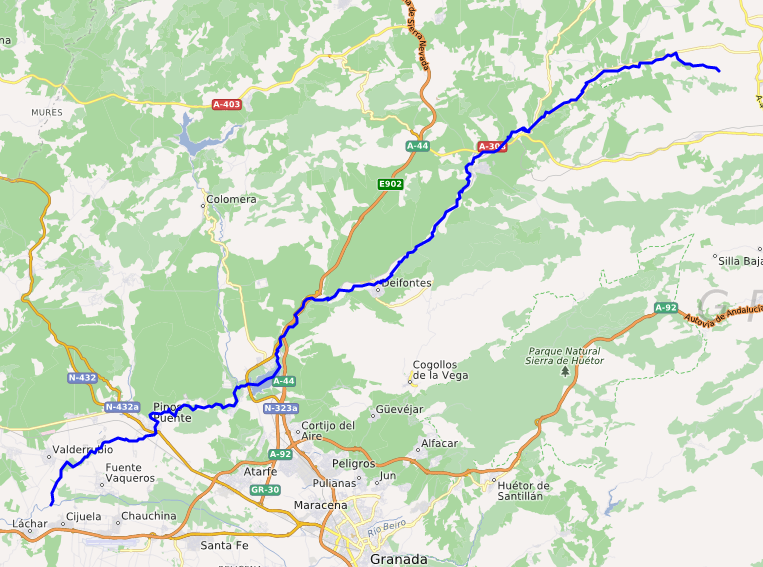 de Sierra Nevada
A-403
MURES
A-44
A-30
E902
Colomera
Silla Baja
Deifontes
A-92
Autovía de Andalucía
Parque Natural
Sierra de Huétor
Cogollos
de la Vega
N-432
A-44
N-432a
Pinos
Puente
N-323a
Güevéjar
Cortijo del
Aire
Alfacar
Valderrubio
A-92
Peligros
Fuente
Vaqueros
Atarfe
Pulianas
Jun
Huétor de
Santillán
GR-30
Maracena
Láchar
Cijuela
Chauchina
Río Beiro
Santa Fe
Granada